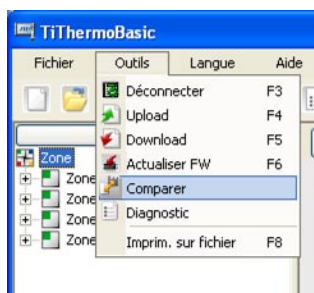 TiThermoBasic
Fichier Outils Langue Aide
Déconnecter F3
Upload F4
Download F5
Actualiser FW F6
Comparer
Diagnostic
Imprim. sur fichier F8
Zone
Zone
Zone
Zone
Zone